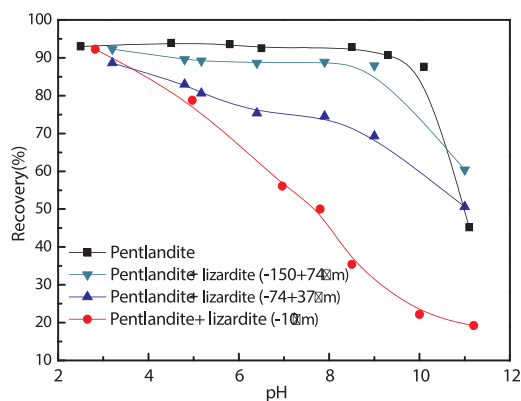 100
90
80
70
60
50
40
30
20
10
Recovery(%)
Pentlandite
Pentlandite+ lizardite (-150+74□m)
Pentlandite+ lizardite (-74+37□m)
Pentlandite+ lizardite (-10□m)
2
4
6
8
10
12
pH